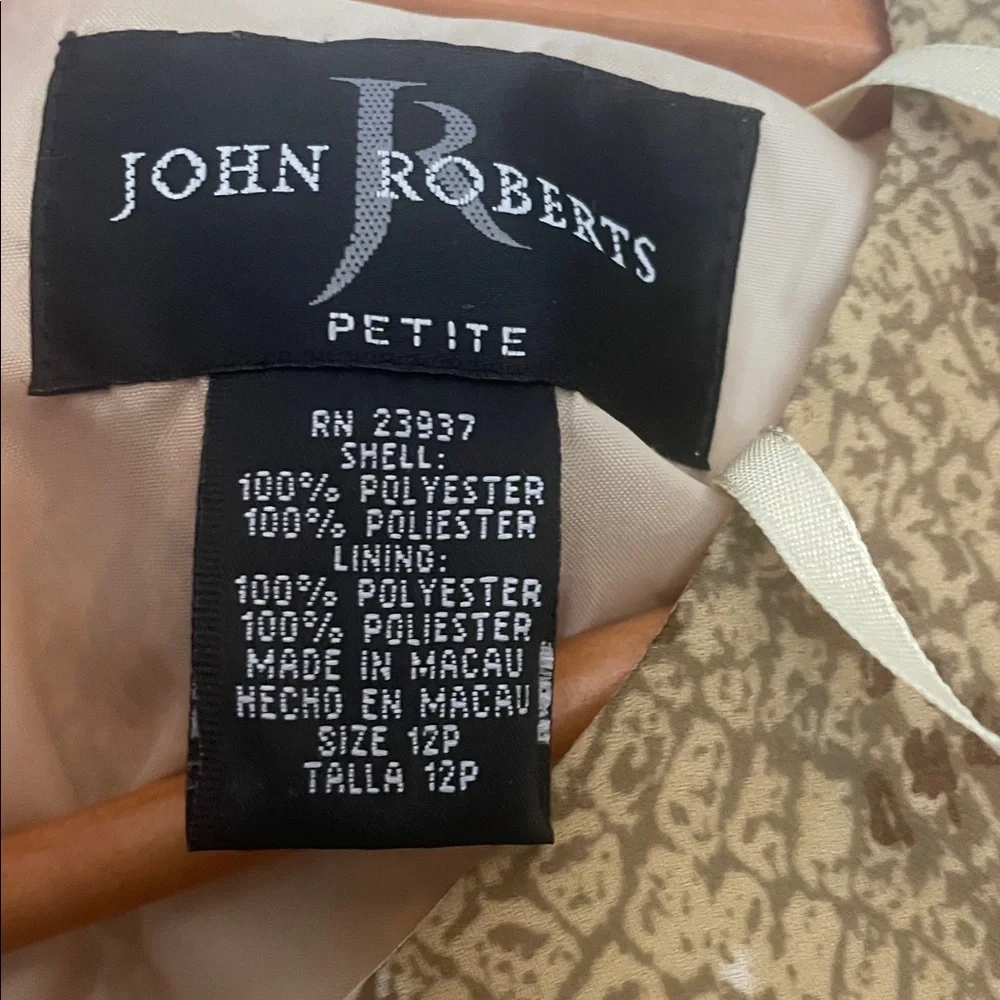 JR
JOHN ROBERTS
PETITE
RN 23937
SHELL:
100% POLYESTER
100% POLIESTER
LINING:
100% POLYESTER
100% POLIESTER
MADE IN MACAU
HECHO EN MACAU
SIZE 12P
TALLA 12P